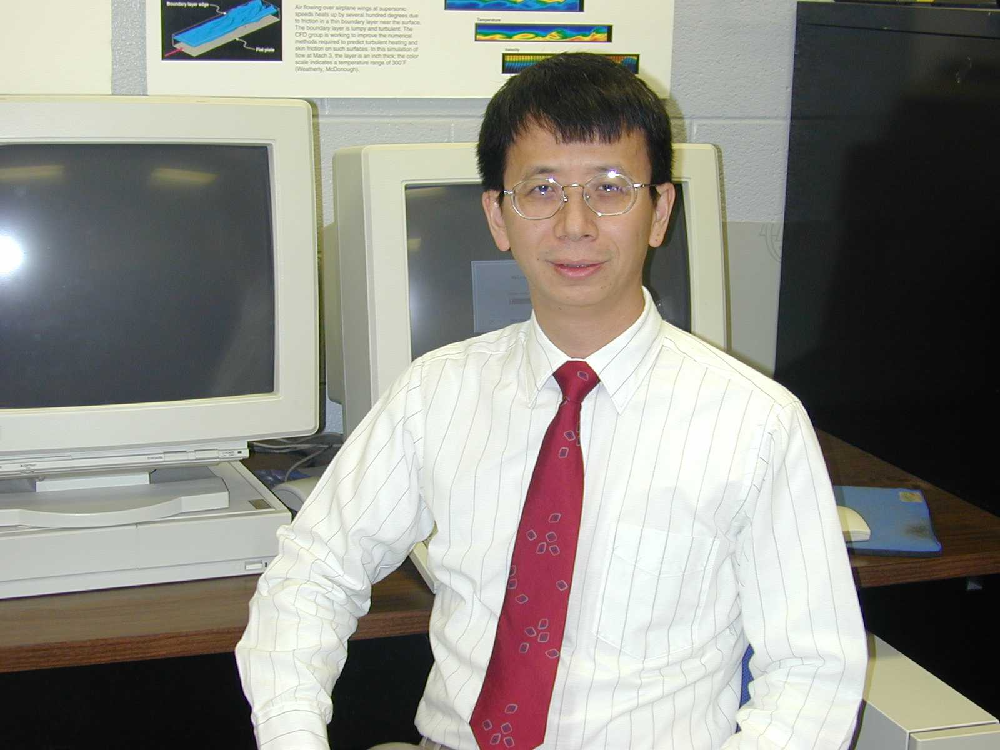 Boundary layer edge
Flat plate
Air flowing over airplane wings at supersonic
speeds heats up by several hundred degrees due
to friction in a thin boundary layer near the surface.
The boundary layer is lumpy and turbulent. The
CFD group is working to improve the numerical
methods required to predict turbulent heating and
skin friction on such surfaces. In this simulation of
flow at Mach 3, the layer is an inch thick; the color
scale indicates a temperature range of 300°F
(Weatherly, McDonough).
Temperature
Velocity